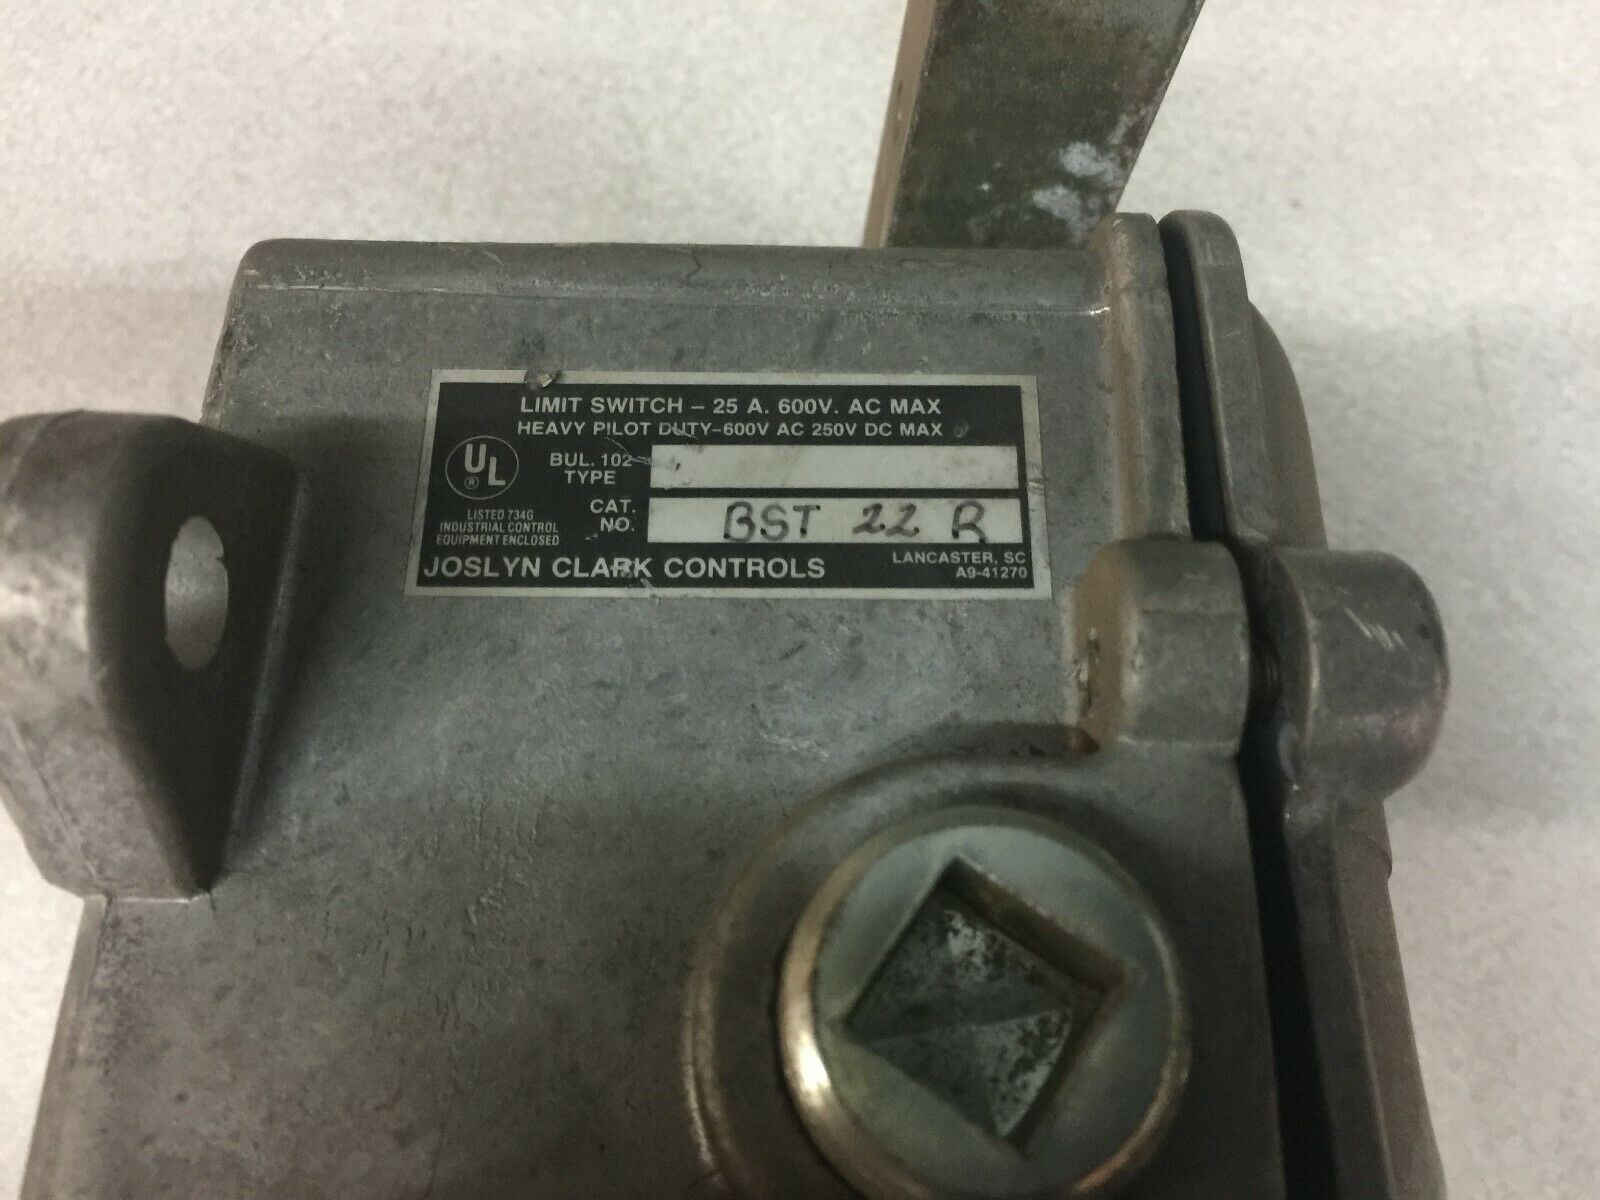 LIMIT SWITCH - 25 A. 600V. AC MAX
HEAVY PILOT DUTY-600V AC 250V DC MAX
UL
®
BUL. 102
TYPE
LISTED 734G
INDUSTRIAL CONTROL
EQUIPMENT ENCLOSED
CAT.
NO.
BST 22 R
JOSLYN CLARK CONTROLS
LANCASTER, SC
A9-41270